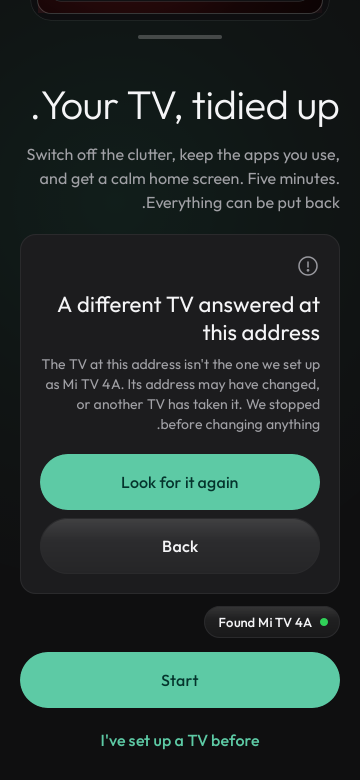 .Your TV, tidied up
Switch off the clutter, keep the apps you use,
and get a calm home screen. Five minutes.
.Everything can be put back
A different TV answered at
this address
The TV at this address isn't the one we set up
as Mi TV 4A. Its address may have changed,
or another TV has taken it. We stopped
.before changing anything
Look for it again
Back
Found Mi TV 4A
Start
I've set up a TV before